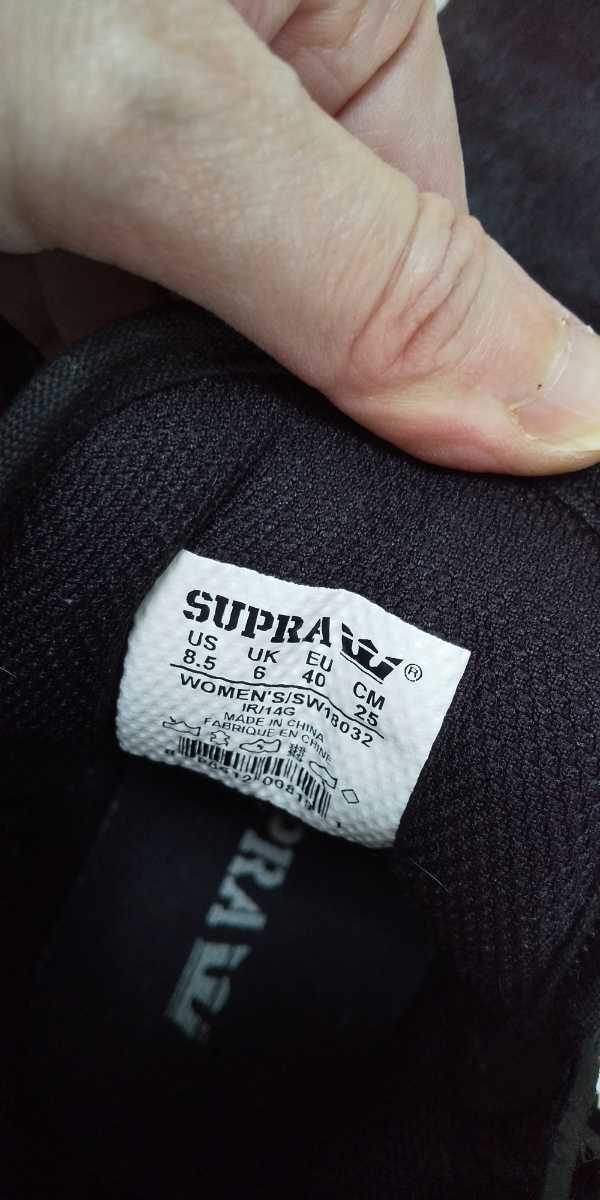 SUPRA ®
US UK EU CM
8.5 6 40 25
WOMEN'S/SW18032
IR/14G
MADE IN CHINA
FABRIQUE EN CHINE
PRA